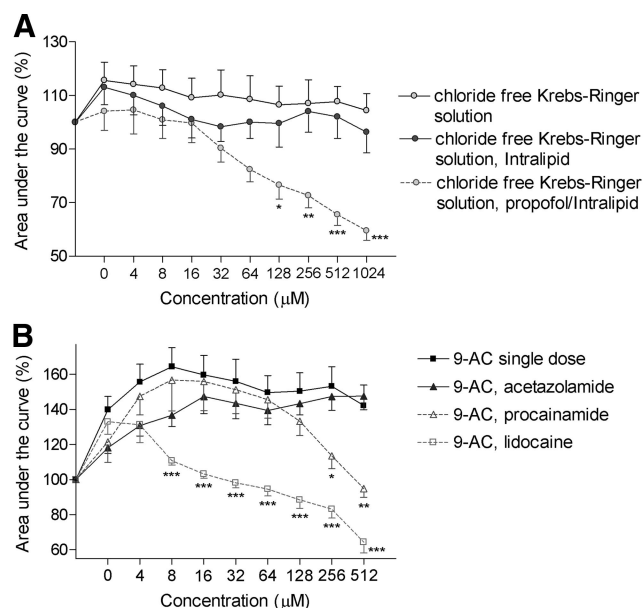 A
130
110
90
70
50
Area under the curve (%)
0 4 8 16 32 64 128 256 512 1024
Concentration (µM)
* ** *** ***
chloride free Krebs-Ringer
solution
chloride free Krebs-Ringer
solution, Intralipid
chloride free Krebs-Ringer
solution, propofol/Intralipid
B
160
140
120
100
80
60
Area under the curve (%)
0 4 8 16 32 64 128 256 512
Concentration (µM)
* **
*** *** *** *** *** *** ***
9-AC single dose
9-AC, acetazolamide
9-AC, procainamide
9-AC, lidocaine